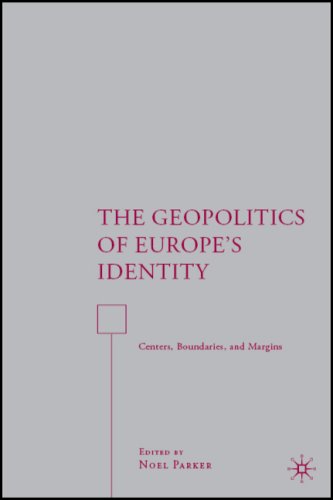 THE GEOPOLITICS
OF EUROPE'S
IDENTITY
Centers, Boundaries, and Margins
EDITED BY
NOEL PARKER